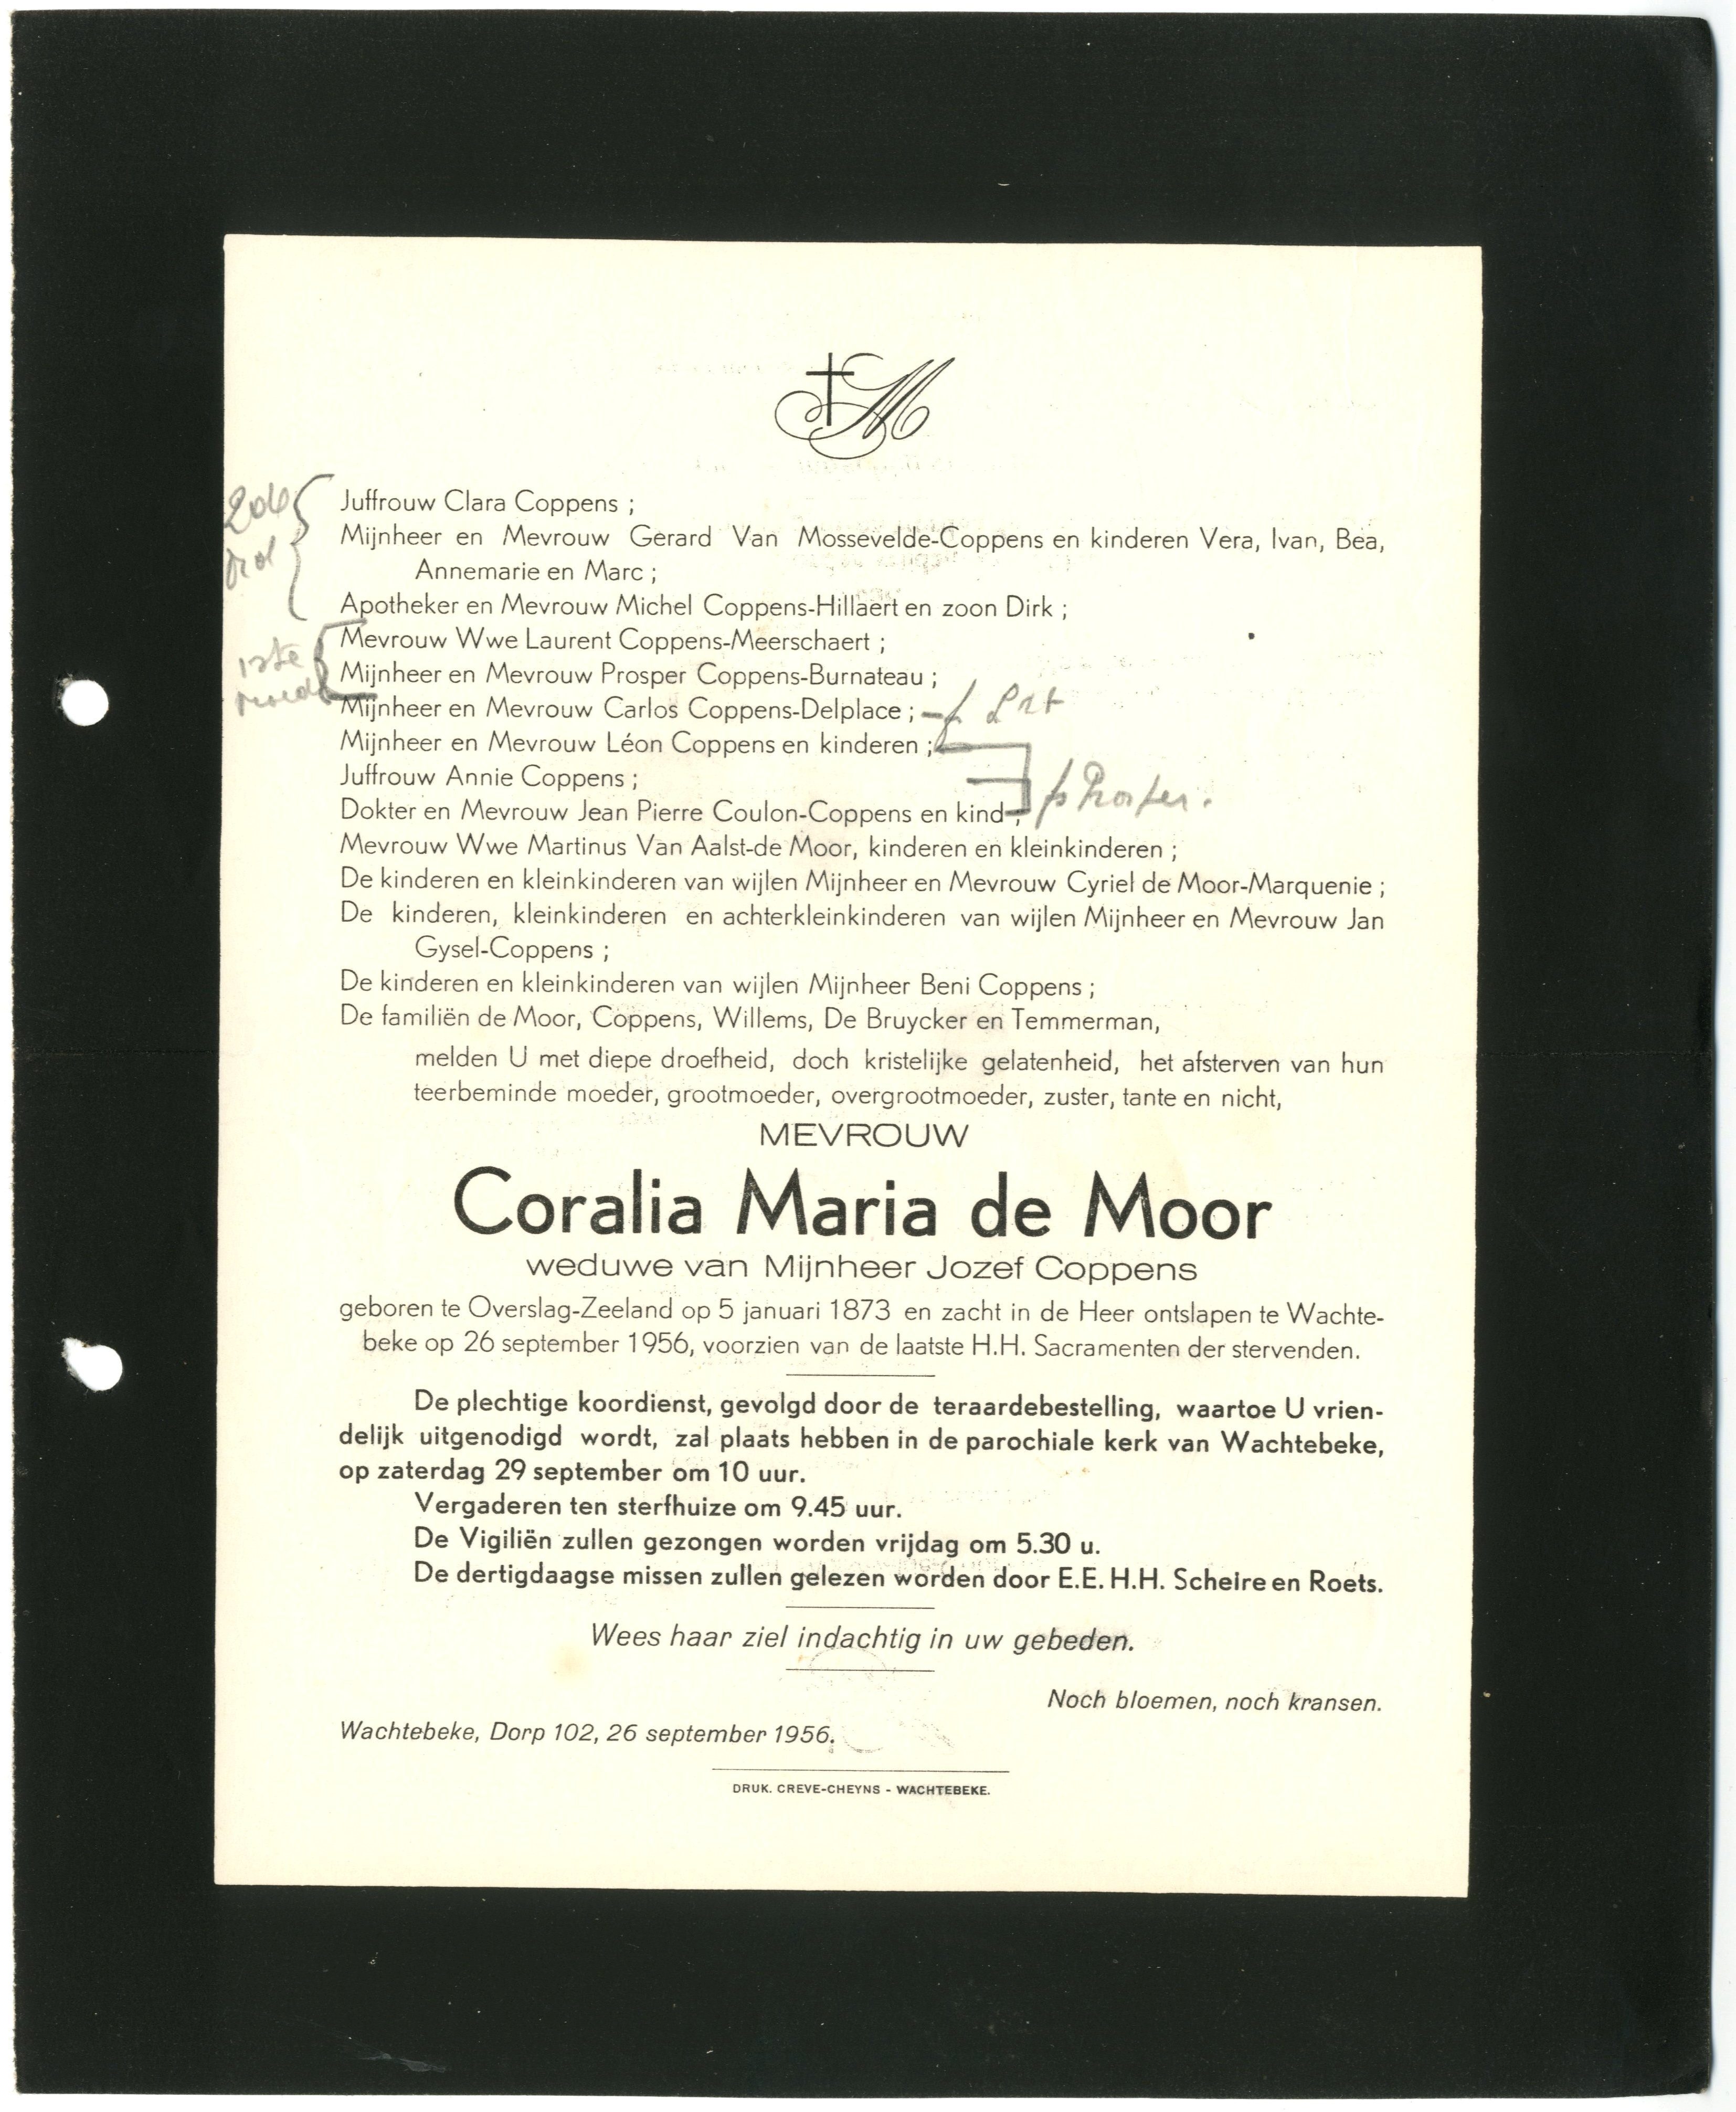 M
2de
Juffrouw Clara Coppens ;
Mijnheer en Mevrouw Gerard Van Mossevelde-Coppens en kinderen Vera, Ivan, Bea,
Annemarie en Marc ;
Apotheker en Mevrouw Michel Coppens-Hillaert en zoon Dirk ;
Mevrouw Wwe Laurent Coppens-Meerschaert ;
1ste
Mijnheer en Mevrouw Prosper Coppens-Burnateau ;
Mijnheer en Mevrouw Carlos Coppens-Delplace ;
Mijnheer en Mevrouw Léon Coppens en kinderen ;
Juffrouw Annie Coppens ;
Dokter en Mevrouw Jean Pierre Coulon-Coppens en kind ;
Mevrouw Wwe Martinus Van Aalst-de Moor, kinderen en kleinkinderen ;
De kinderen en kleinkinderen van wijlen Mijnheer en Mevrouw Cyriel de Moor-Marquenie ;
De kinderen, kleinkinderen en achterkleinkinderen van wijlen Mijnheer en Mevrouw Jan
Gysel-Coppens ;
De kinderen en kleinkinderen van wijlen Mijnheer Beni Coppens ;
De familiën de Moor, Coppens, Willems, De Bruycker en Temmerman,
melden U met diepe droefheid, doch kristelijke gelatenheid, het afsterven van hun
teerbeminde moeder, grootmoeder, overgrootmoeder, zuster, tante en nicht,
MEVROUW
Coralia Maria de Moor
weduwe van Mijnheer Jozef Coppens
geboren te Overslag-Zeeland op 5 januari 1873 en zacht in de Heer ontslapen te Wachte-
beke op 26 september 1956, voorzien van de laatste H.H. Sacramenten der stervenden.
De plechtige koordienst, gevolgd door de teraardebestelling, waartoe U vrien-
delijk uitgenodigd wordt, zal plaats hebben in de parochiale kerk van Wachtebeke,
op zaterdag 29 september om 10 uur.
Vergaderen ten sterfhuize om 9.45 uur.
De Vigiliën zullen gezongen worden vrijdag om 5.30 u.
De dertigdaagse missen zullen gelezen worden door E.E. H.H. Scheire en Roets.
Wees haar ziel indachtig in uw gebeden.
Noch bloemen, noch kransen.
Wachtebeke, Dorp 102, 26 september 1956.
DRUK. CREVE-CHEYNS - WACHTEBEKE.